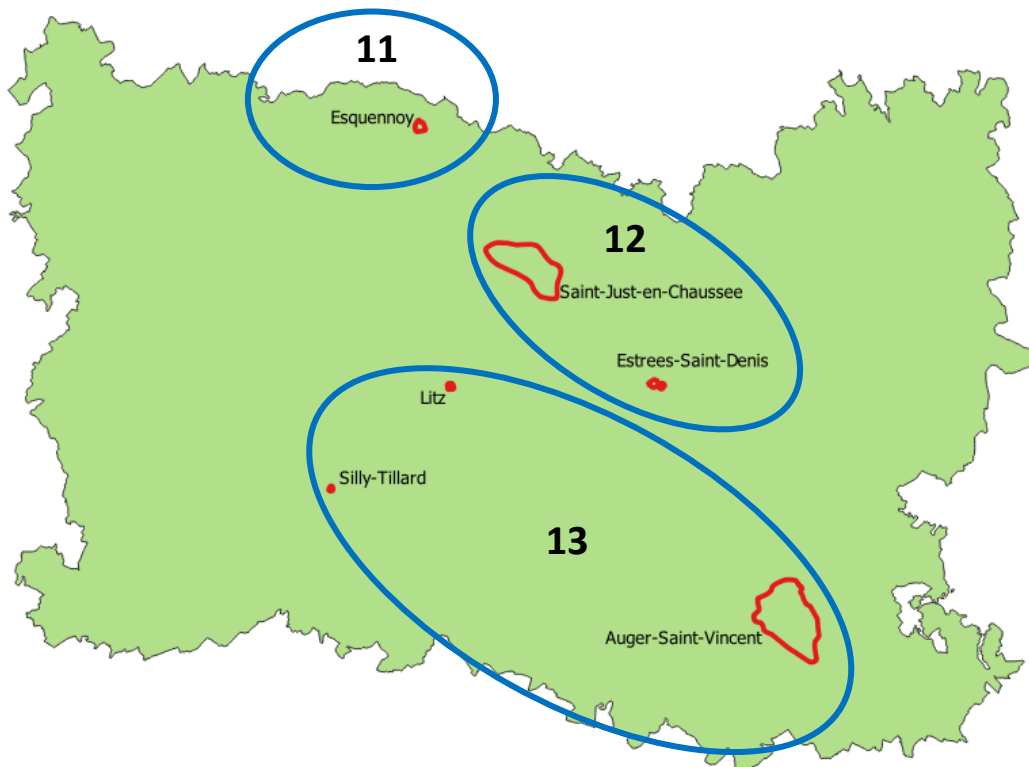 11
Esquennoy
12
Saint-Just-en-Chaussee
Estrees-Saint-Denis
Litz
Silly-Tillard
13
Auger-Saint-Vincent